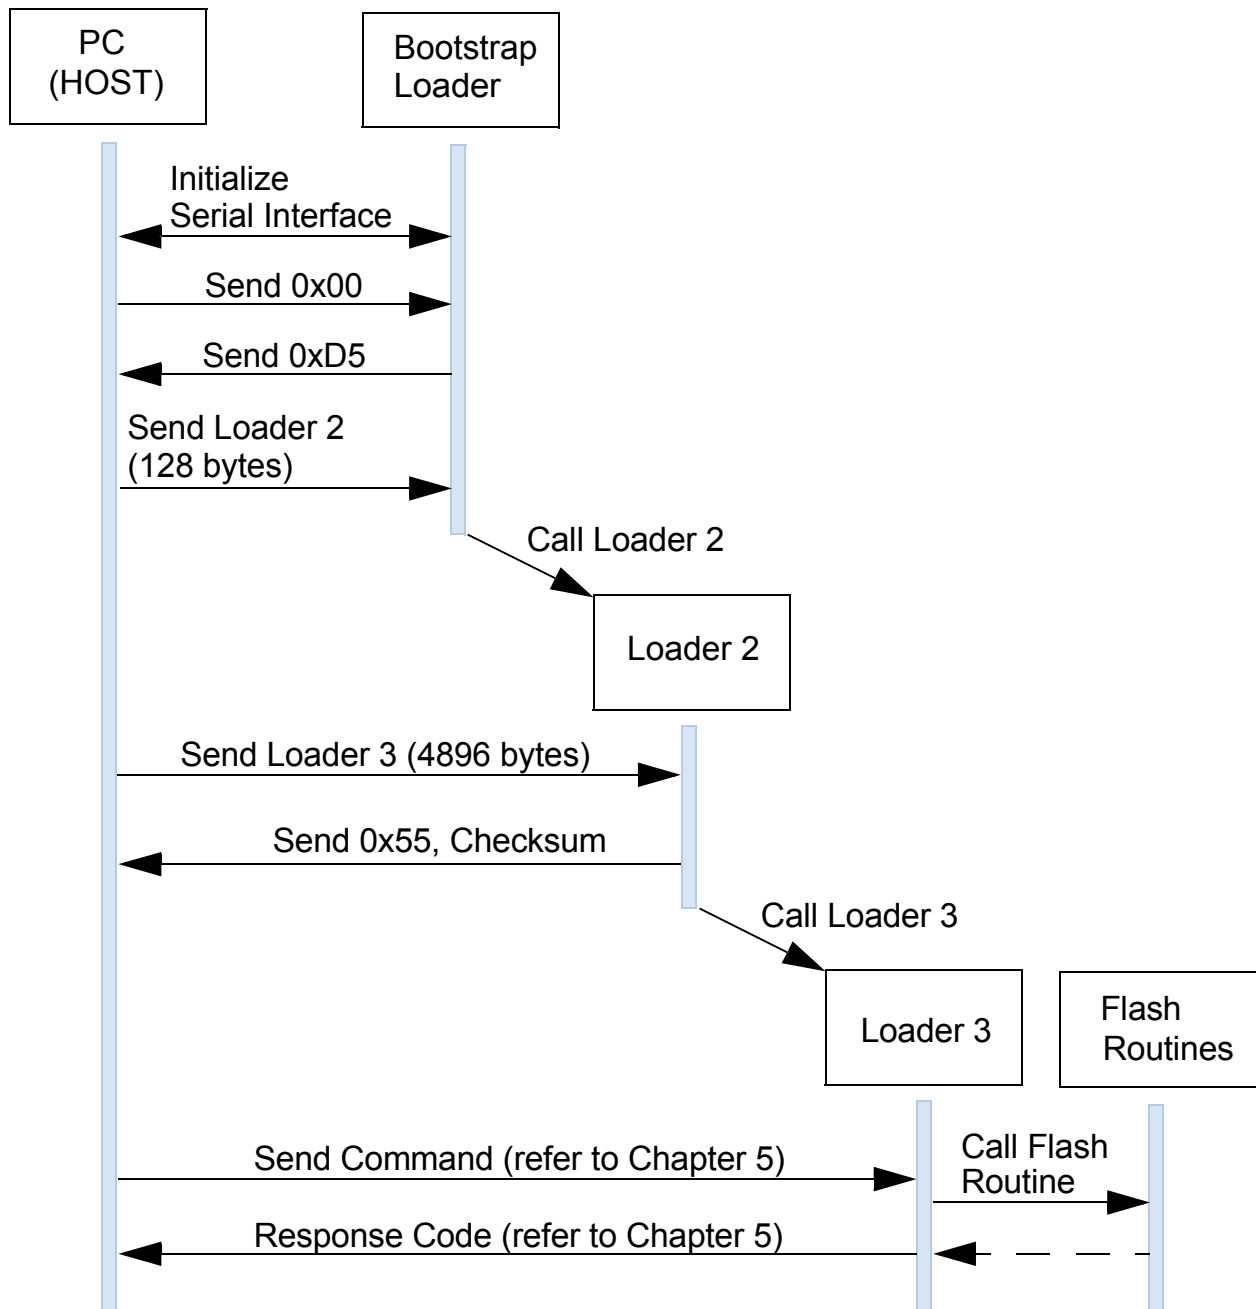 PC
(HOST)
Bootstrap
Loader
Initialize
Serial Interface
Send 0x00
Send 0xD5
Send Loader 2
(128 bytes)
Call Loader 2
Loader 2
Send Loader 3 (4896 bytes)
Send 0x55, Checksum
Call Loader 3
Loader 3
Flash
Routines
Send Command (refer to Chapter 5)
Call Flash
Routine
Response Code (refer to Chapter 5)